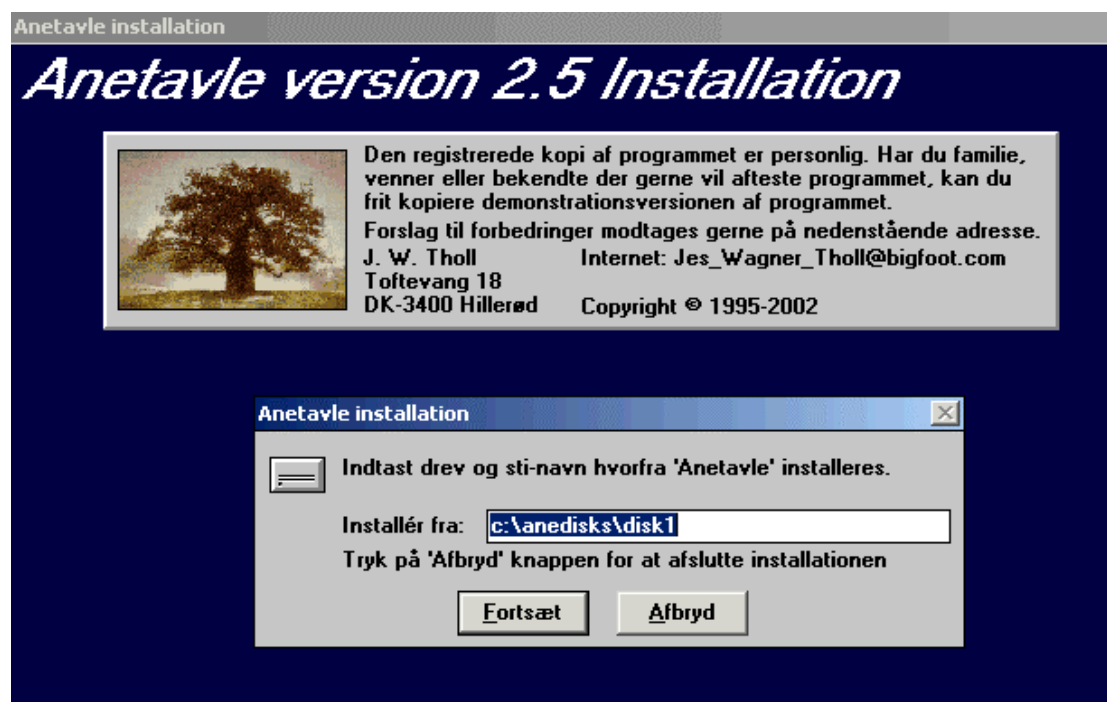 Anetavle installation
Anetavle version 2.5 Installation
Den registrerede kopi af programmet er personlig. Har du familie,
venner eller bekendte der gerne vil afteste programmet, kan du
frit kopiere demonstrationsversionen af programmet.
Forslag til forbedringer modtages gerne på nedenstående adresse.
J. W. Tholl Internet: Jes_Wagner_Tholl@bigfoot.com
Toftevang 18
DK-3400 Hillerød Copyright © 1995-2002
Anetavle installation
Indtast drev og sti-navn hvorfra 'Anetavle' installeres.
Installér fra: c:\anedisks\disk1
Tryk på 'Afbryd' knappen for at afslutte installationen
Fortsæt Afbryd